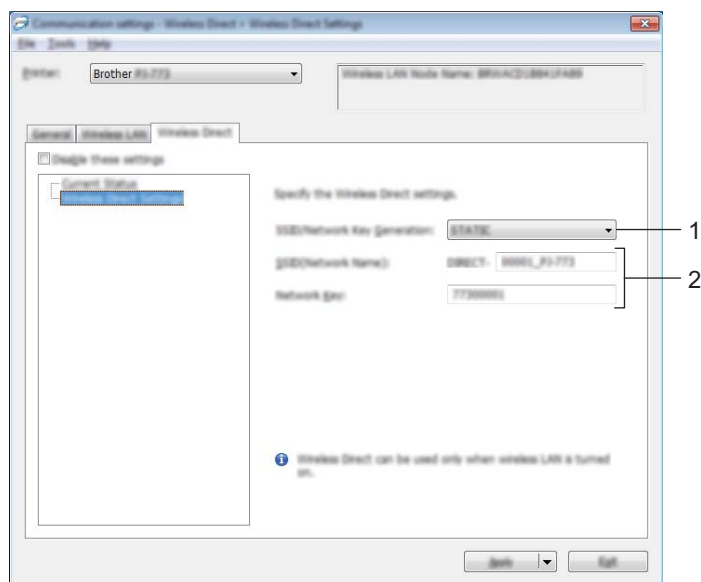 Communication settings - Wireless Direct > Wireless Direct Settings
File Tools Help
Printer: Brother PJ-773
Wireless LAN Node Name:
General Wireless LAN Wireless Direct
Disable these settings
Current Status
Wireless Direct Settings
Specify the Wireless Direct settings.
SSID/Network Key Generation: STATIC 1
SSID(Network Name): DIRECT- 00001_PJ-773
2
Network Key: 77300001
Wireless Direct can be used only when wireless LAN is turned
on.
Apply Exit